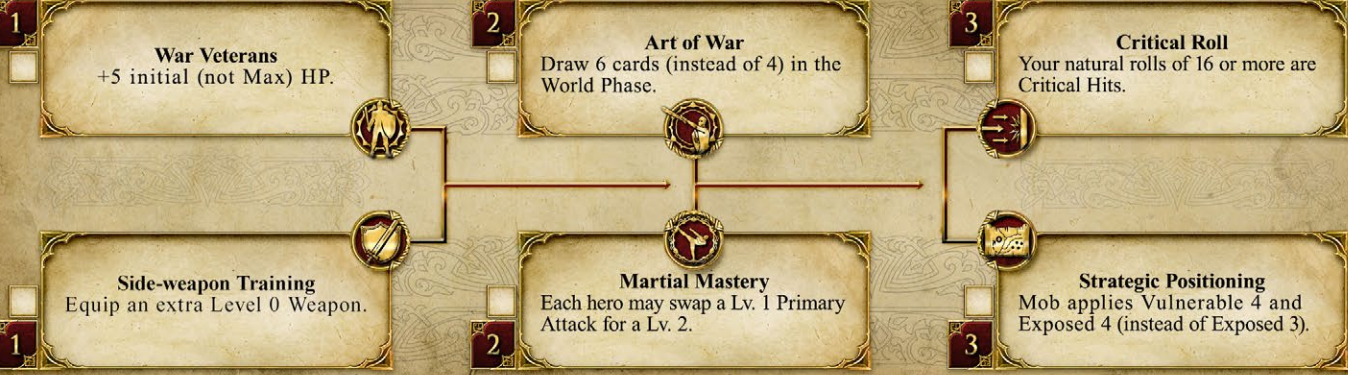 1
War Veterans
+5 initial (not Max) HP.
2
Art of War
Draw 6 cards (instead of 4) in the
World Phase.
3
Critical Roll
Your natural rolls of 16 or more are
Critical Hits.
Side-weapon Training
Equip an extra Level 0 Weapon.
1
Martial Mastery
Each hero may swap a Lv. 1 Primary
Attack for a Lv. 2.
2
Strategic Positioning
Mob applies Vulnerable 4 and
Exposed 4 (instead of Exposed 3).
3